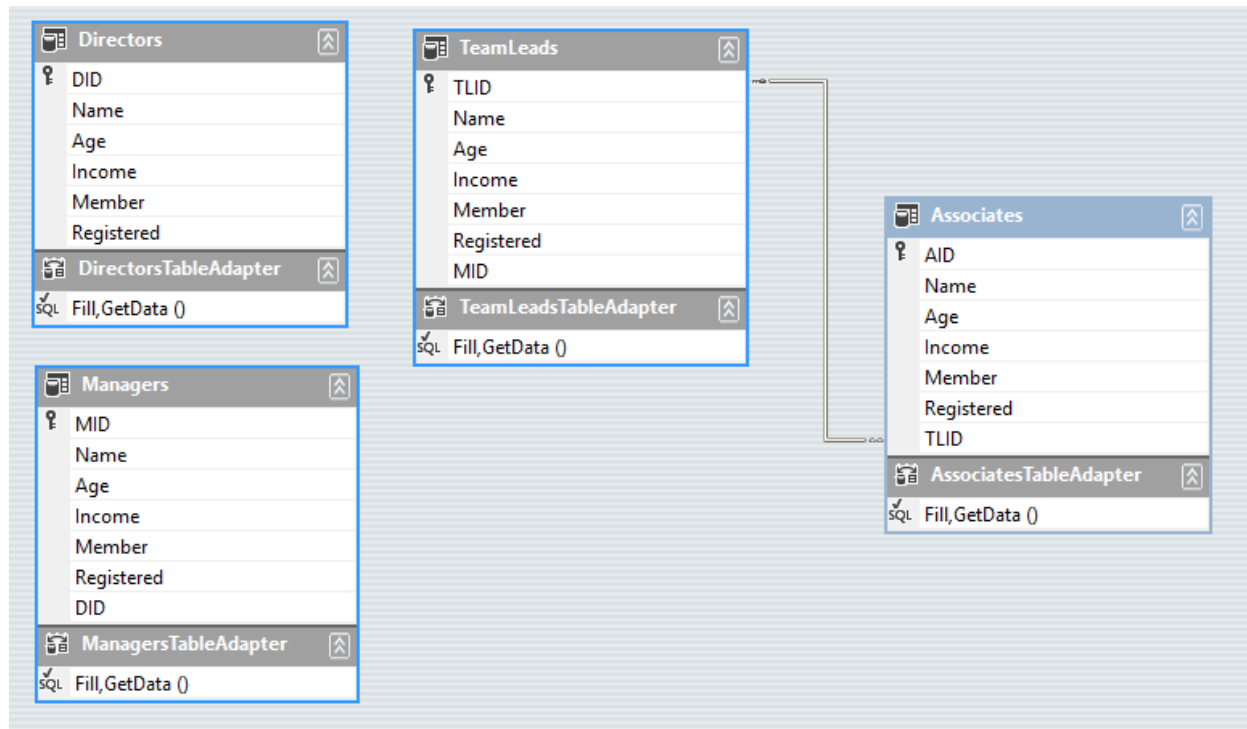 Directors
DID
Name
Age
Income
Member
Registered
DirectorsTableAdapter
SQL Fill,GetData ()
Managers
MID
Name
Age
Income
Member
Registered
DID
ManagersTableAdapter
SQL Fill,GetData ()
TeamLeads
TLID
Name
Age
Income
Member
Registered
MID
TeamLeadsTableAdapter
SQL Fill,GetData ()
Associates
AID
Name
Age
Income
Member
Registered
TLID
AssociatesTableAdapter
SQL Fill,GetData ()